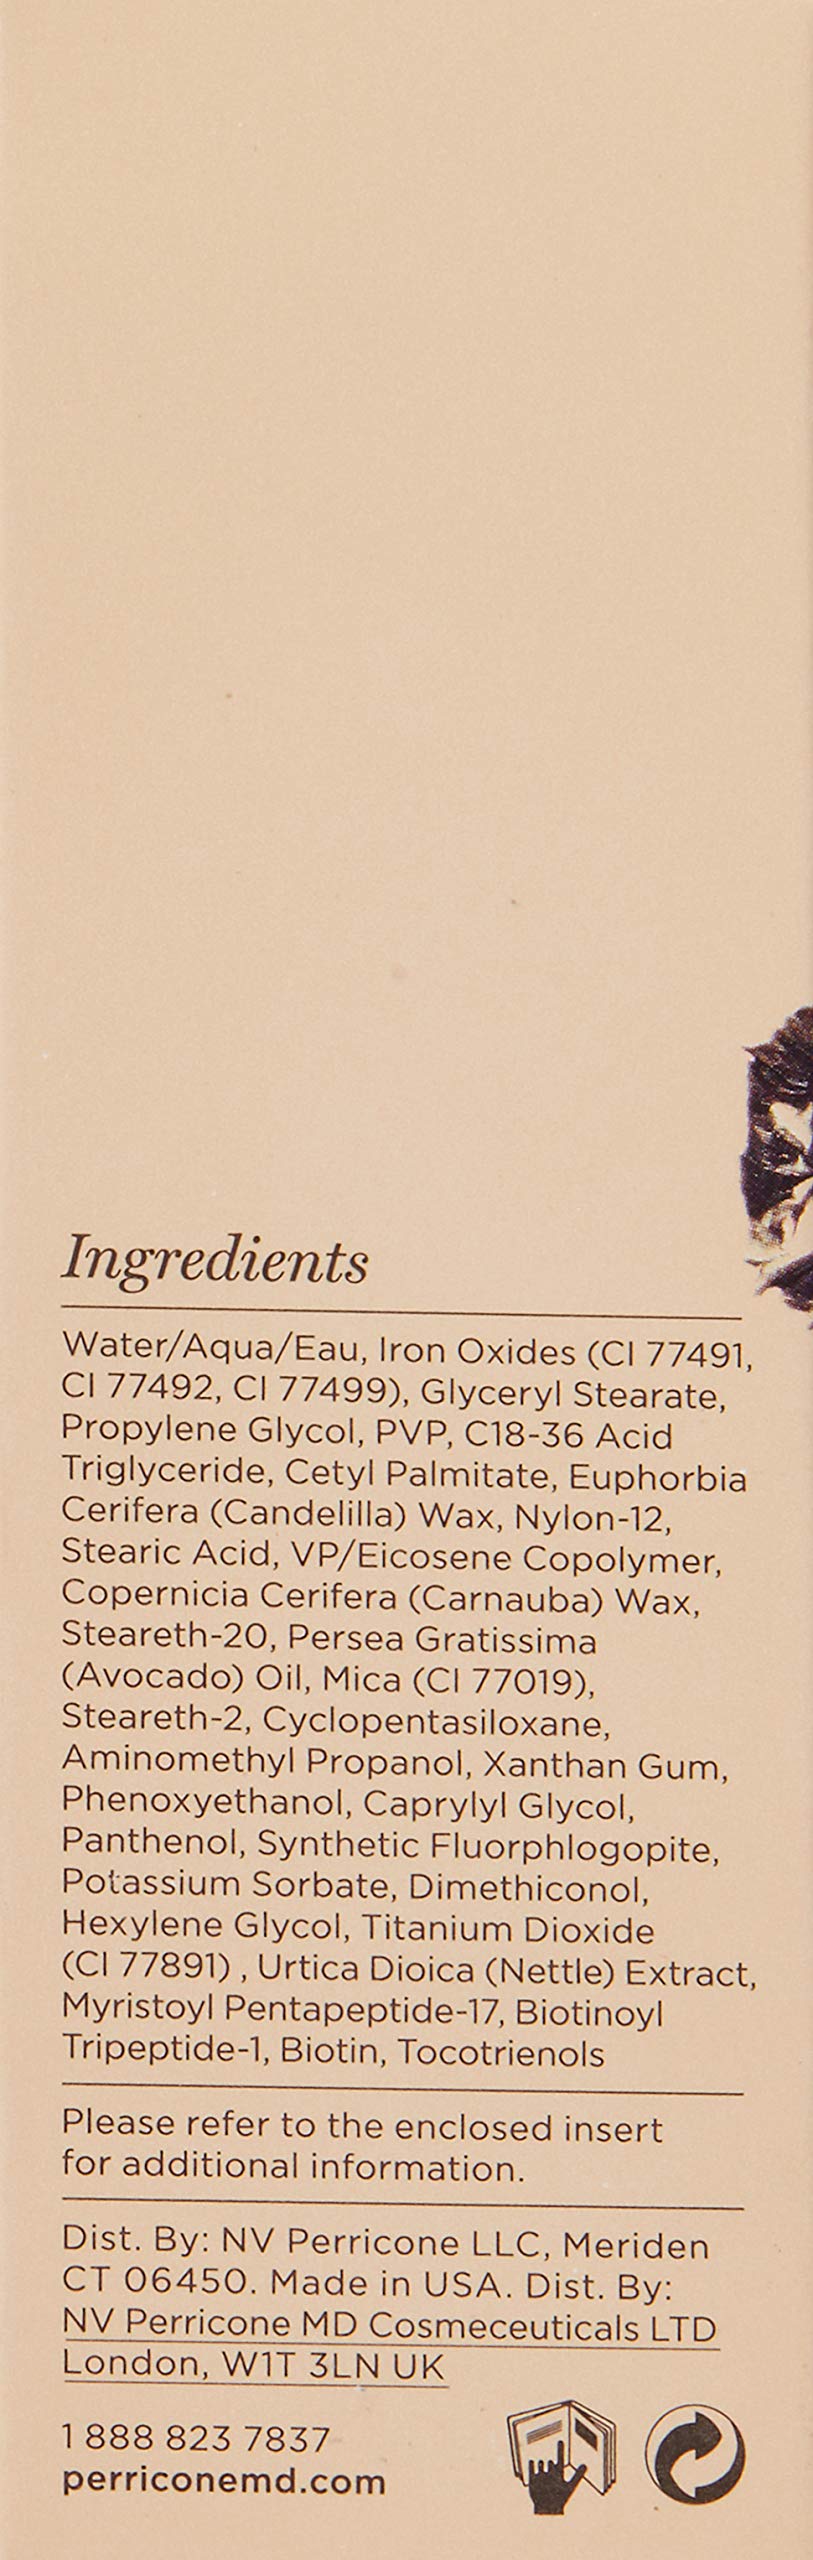 Ingredients
Water/Aqua/Eau, Iron Oxides (CI 77491,
CI 77492, CI 77499), Glyceryl Stearate,
Propylene Glycol, PVP, C18-36 Acid
Triglyceride, Cetyl Palmitate, Euphorbia
Cerifera (Candelilla) Wax, Nylon-12,
Stearic Acid, VP/Eicosene Copolymer,
Copernicia Cerifera (Carnauba) Wax,
Steareth-20, Persea Gratissima
(Avocado) Oil, Mica (CI 77019),
Steareth-2, Cyclopentasiloxane,
Aminomethyl Propanol, Xanthan Gum,
Phenoxyethanol, Caprylyl Glycol,
Panthenol, Synthetic Fluorphlogopite,
Potassium Sorbate, Dimethiconol,
Hexylene Glycol, Titanium Dioxide
(CI 77891) , Urtica Dioica (Nettle) Extract,
Myristoyl Pentapeptide-17, Biotinoyl
Tripeptide-1, Biotin, Tocotrienols
Please refer to the enclosed insert
for additional information.
Dist. By: NV Perricone LLC, Meriden
CT 06450. Made in USA. Dist. By:
NV Perricone MD Cosmeceuticals LTD
London, W1T 3LN UK
1 888 823 7837
perriconemd.com